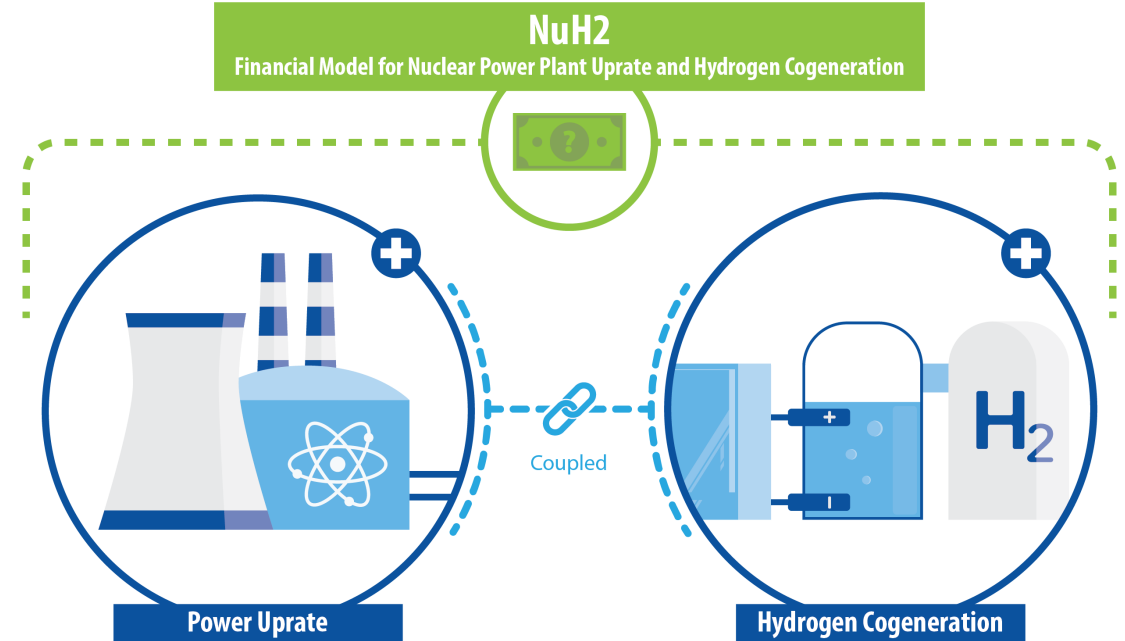 NuH2
Financial Model for Nuclear Power Plant Uprate and Hydrogen Cogeneration
?
Coupled
+
H2
Power Uprate
Hydrogen Cogeneration